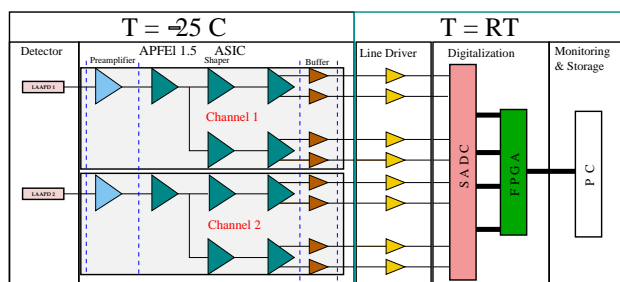 T = -25 C
T = RT
Detector
APFEl 1.5 ASIC
Line Driver
Digitalization
Monitoring
& Storage
Preamplifier
Shaper
Buffer
LAAPD 1
Channel 1
LAAPD 2
Channel 2
SADC
FPGA
PC